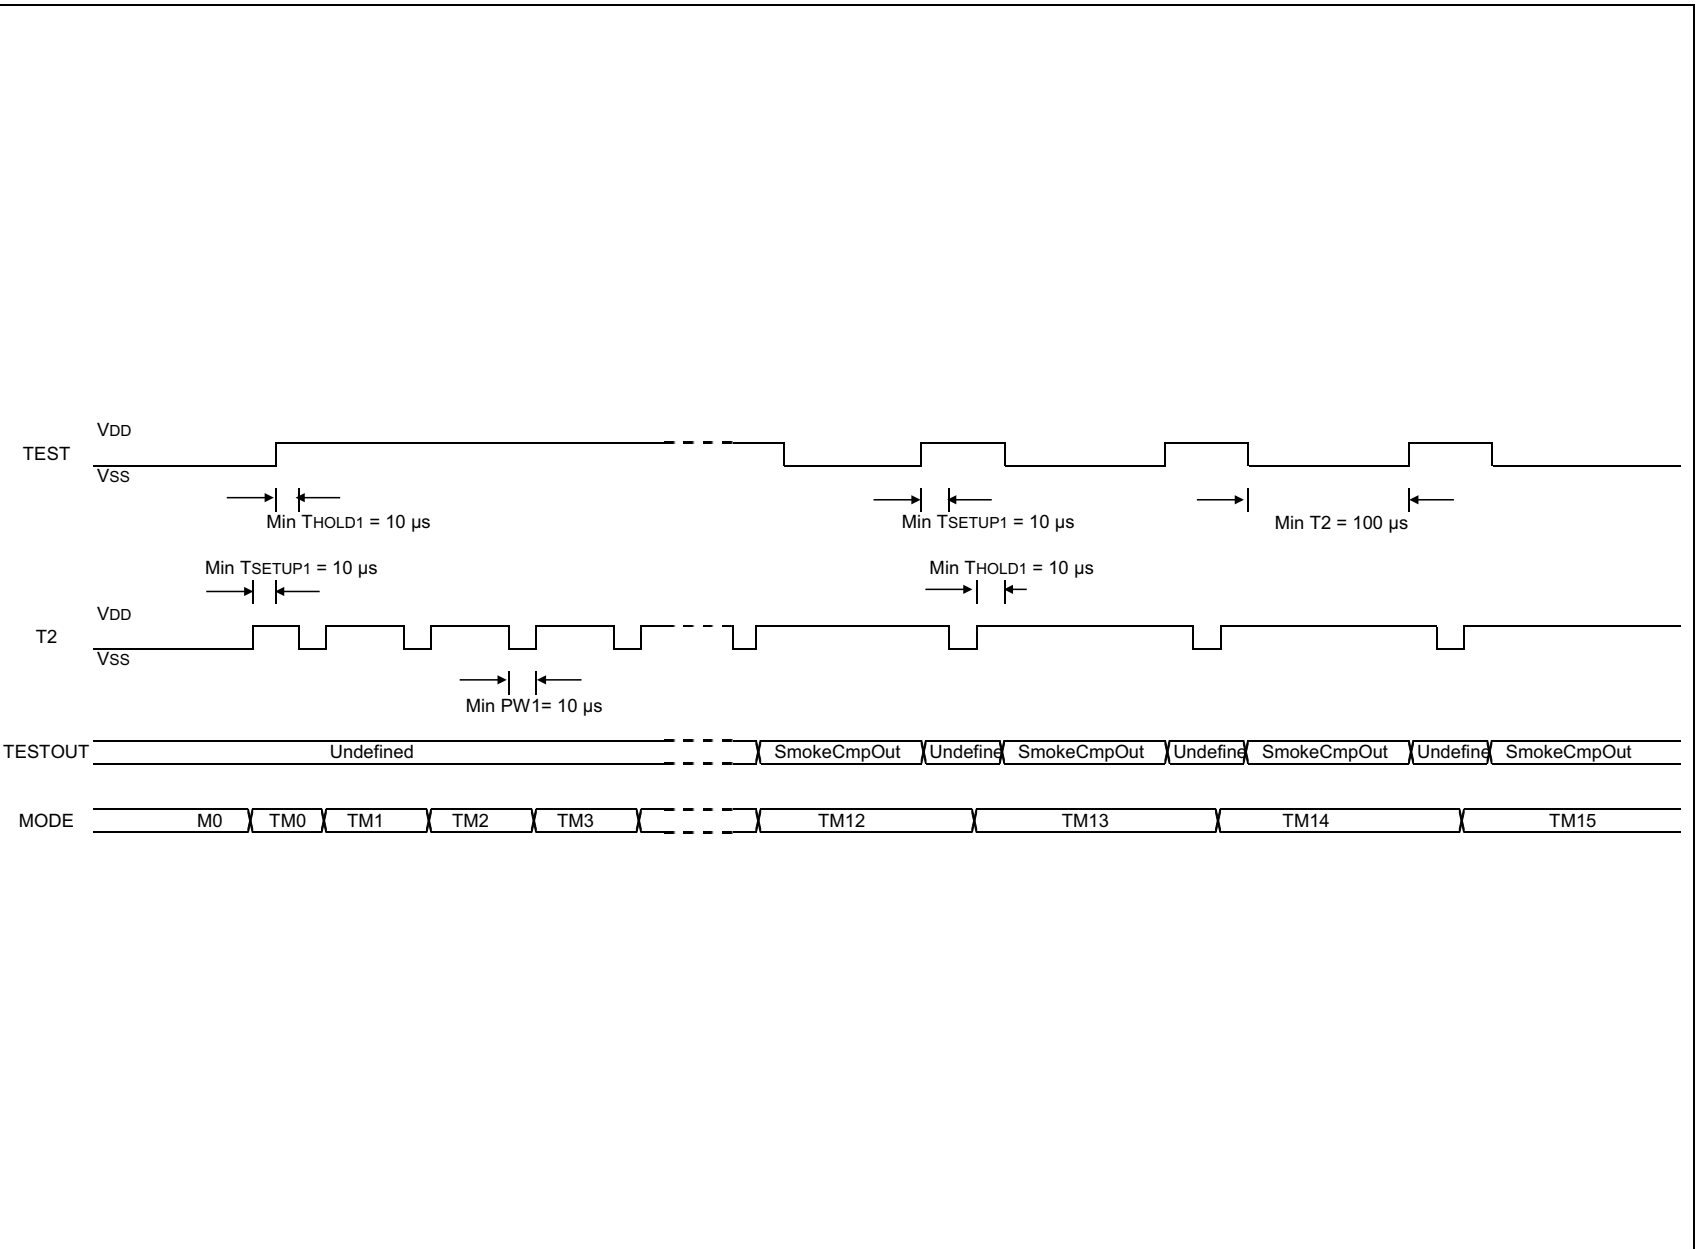 VDD
TEST
VSS
Min THOLD1 = 10 µs
Min TSETUP1 = 10 µs
Min T2 = 100 µs
Min TSETUP1 = 10 µs
Min THOLD1 = 10 µs
VDD
T2
VSS
Min PW1= 10 µs
TESTOUT Undefined SmokeCmpOut Undefine SmokeCmpOut Undefine SmokeCmpOut Undefine SmokeCmpOut
MODE M0 TM0 TM1 TM2 TM3 TM12 TM13 TM14 TM15